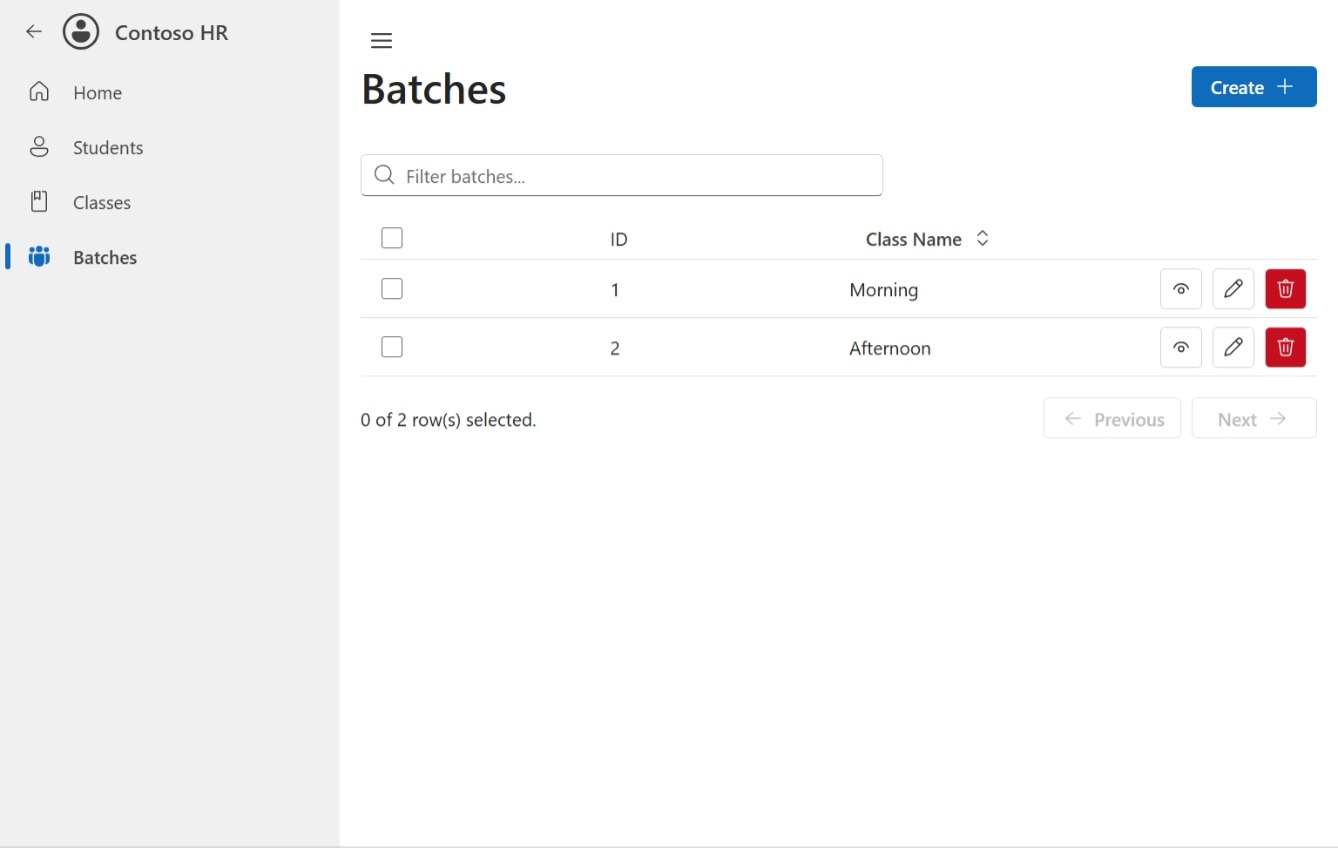 Contoso HR
Home
Students
Classes
Batches
Batches
Create
Filter batches...
ID Class Name
1 Morning
2 Afternoon
0 of 2 row(s) selected.
Previous Next